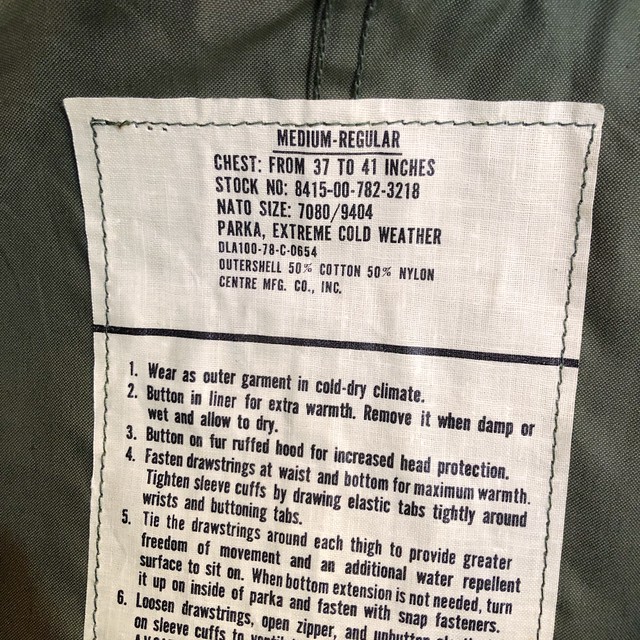 MEDIUM-REGULAR
CHEST: FROM 37 TO 41 INCHES
STOCK NO: 8415-00-782-3218
NATO SIZE: 7080/9404
PARKA, EXTREME COLD WEATHER
DLA100-78-C-0654
OUTERSHELL 50% COTTON 50% NYLON
CENTRE MFG. CO., INC.
1. Wear as outer garment in cold-dry climate.
2. Button in liner for extra warmth. Remove it when damp or
wet and allow to dry.
3. Button on fur ruffed hood for increased head protection.
4. Fasten drawstrings at waist and bottom for maximum warmth.
Tighten sleeve cuffs by drawing elastic tabs tightly around
wrists and buttoning tabs.
5. Tie the drawstrings around each thigh to provide greater
freedom of movement and an additional water repellent
surface to sit on. When bottom extension is not needed, turn
it up on inside of parka and fasten with snap fasteners.
6. Loosen drawstrings, open zipper, and unbutton
on sleeve cuffs to